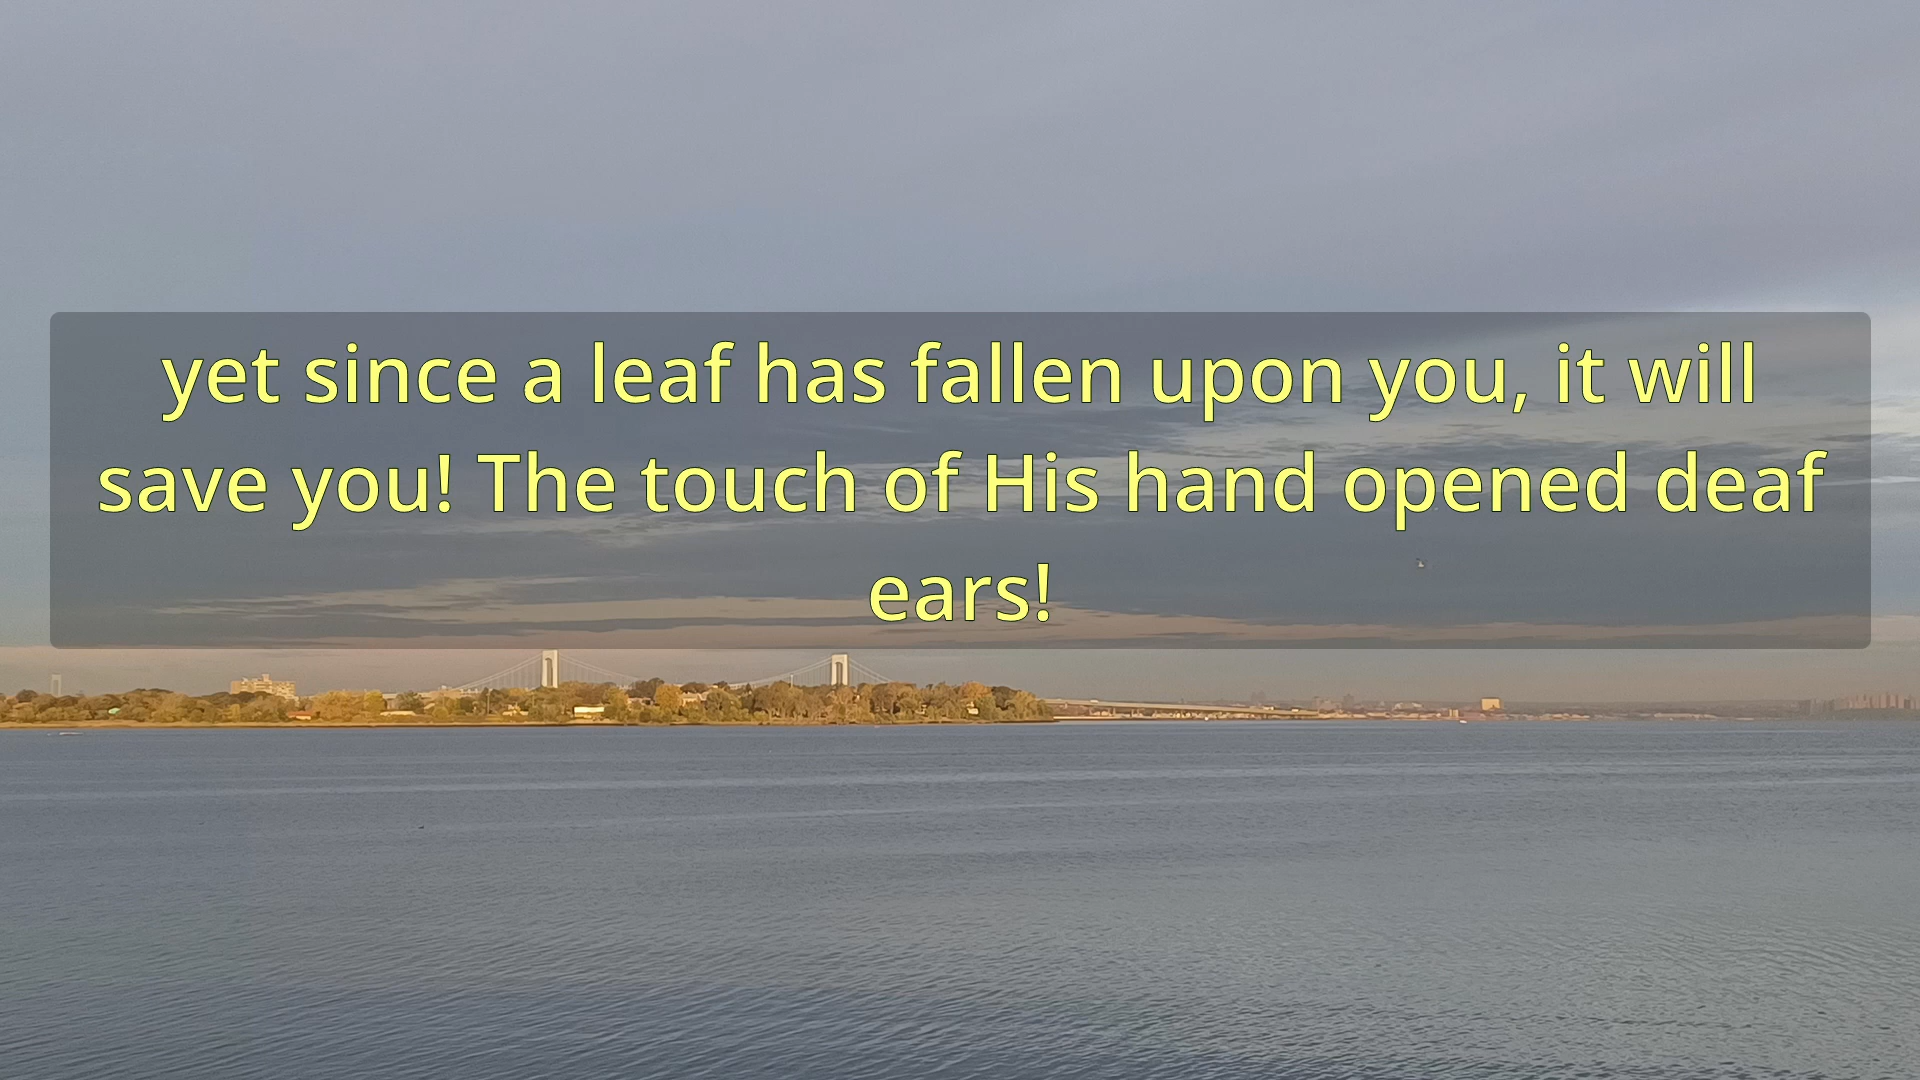 yet since a leaf has fallen upon you, it will
save you! The touch of His hand opened deaf
ears!